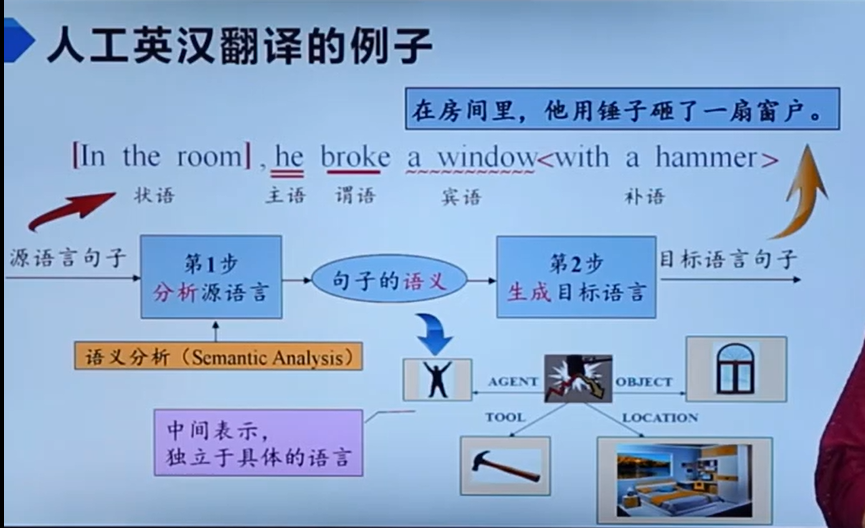 人工英汉翻译的例子
在房间里，他用锤子砸了一扇窗户。
[In the room], he broke a window<with a hammer>
状语 主语 谓语 宾语 补语
源语言句子
第1步
分析源语言
句子的语义
第2步
生成目标语言
目标语言句子
语义分析（Semantic Analysis）
AGENT
OBJECT
TOOL
LOCATION
中间表示，
独立于具体的语言